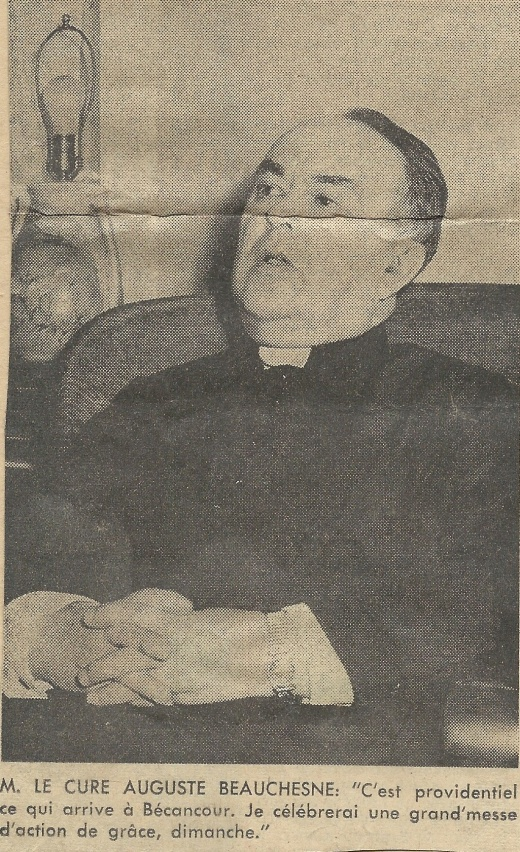 M. LE CURE AUGUSTE BEAUCHESNE: "C'est providentiel
ce qui arrive à Bécancour. Je célébrerai une grand'messe
d'action de grâce, dimanche."